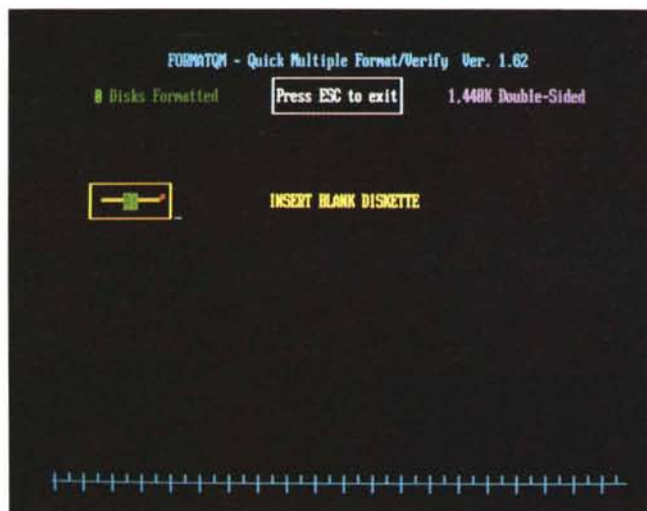 FORMATQM - Quick Multiple Format/Verify Ver. 1.62
0 Disks Formatted
Press ESC to exit
1,440K Double-Sided
INSERT BLANK DISKETTE